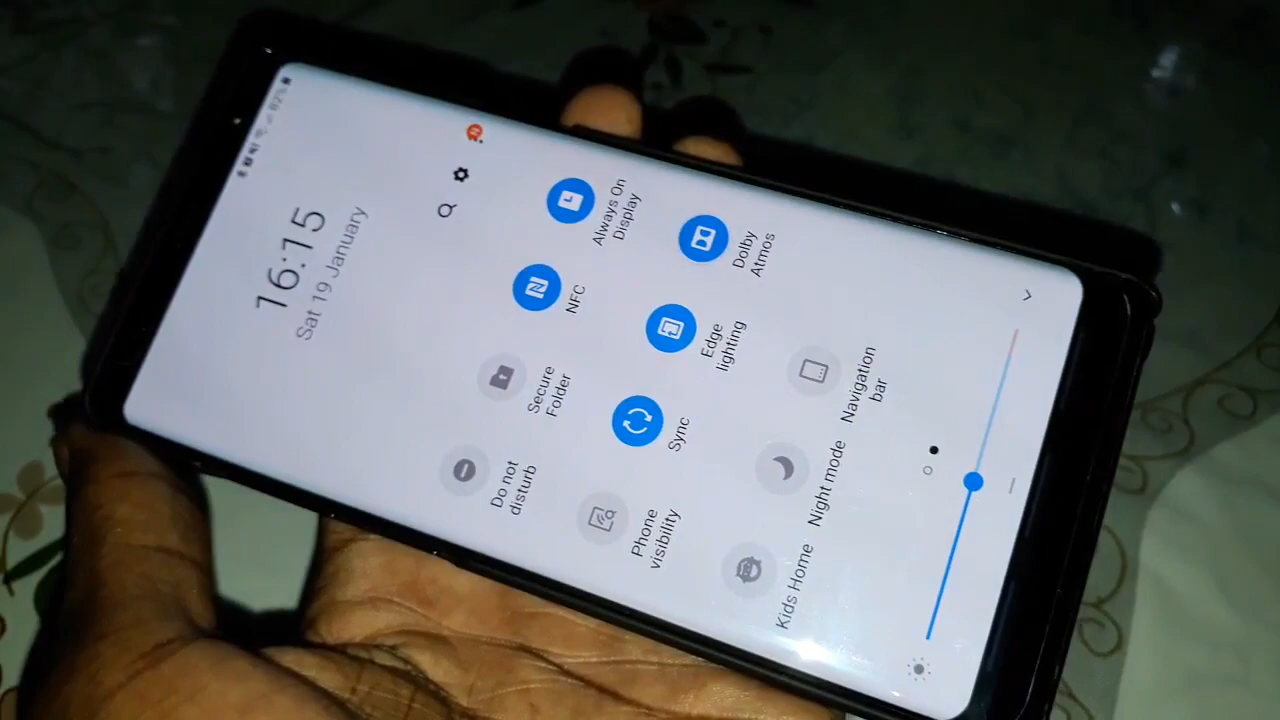 82%
16:15
Sat 19 January
Do not
disturb
Secure
Folder
NFC
Always On
Display
Phone
visibility
Sync
Edge
lighting
Dolby
Atmos
Kids Home
Night mode
Navigation
bar